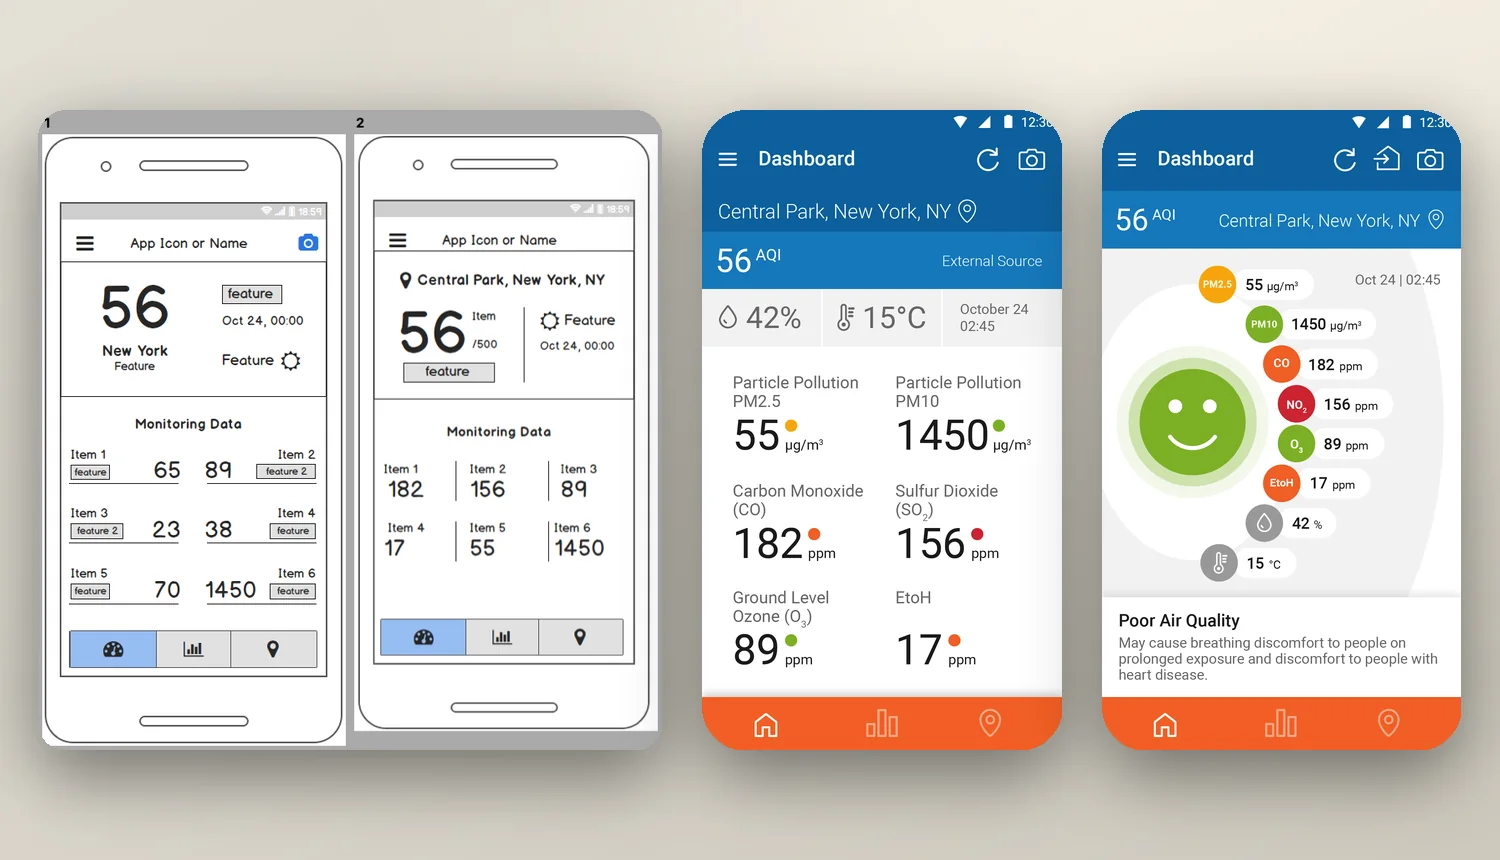 1
18:59
App Icon or Name
56
feature
Oct 24, 00:00
New York
Feature
Feature
Monitoring Data
Item 1
feature
65
89
Item 2
feature 2
Item 3
feature 2
23
38
Item 4
feature
Item 5
feature
70
1450
Item 6
feature
2
18:59
App Icon or Name
Central Park, New York, NY
56
Item
/500
feature
Feature
Oct 24, 00:00
Monitoring Data
Item 1
182
Item 2
156
Item 3
89
Item 4
17
Item 5
55
Item 6
1450
12:30
Dashboard
Central Park, New York, NY
56 AQI
External Source
42%
15°C
October 24
02:45
Particle Pollution
PM2.5
55 µg/m³
Particle Pollution
PM10
1450 µg/m³
Carbon Monoxide
(CO)
182 ppm
Sulfur Dioxide
(SO₂)
156 ppm
Ground Level
Ozone (O₃)
89 ppm
EtoH
17 ppm
12:30
Dashboard
56 AQI
Central Park, New York, NY
Oct 24 | 02:45
PM2.5 55 µg/m³
PM10 1450 µg/m³
CO 182 ppm
NO₂ 156 ppm
O₃ 89 ppm
EtoH 17 ppm
42 %
15 °C
Poor Air Quality
May cause breathing discomfort to people on
prolonged exposure and discomfort to people with
heart disease.